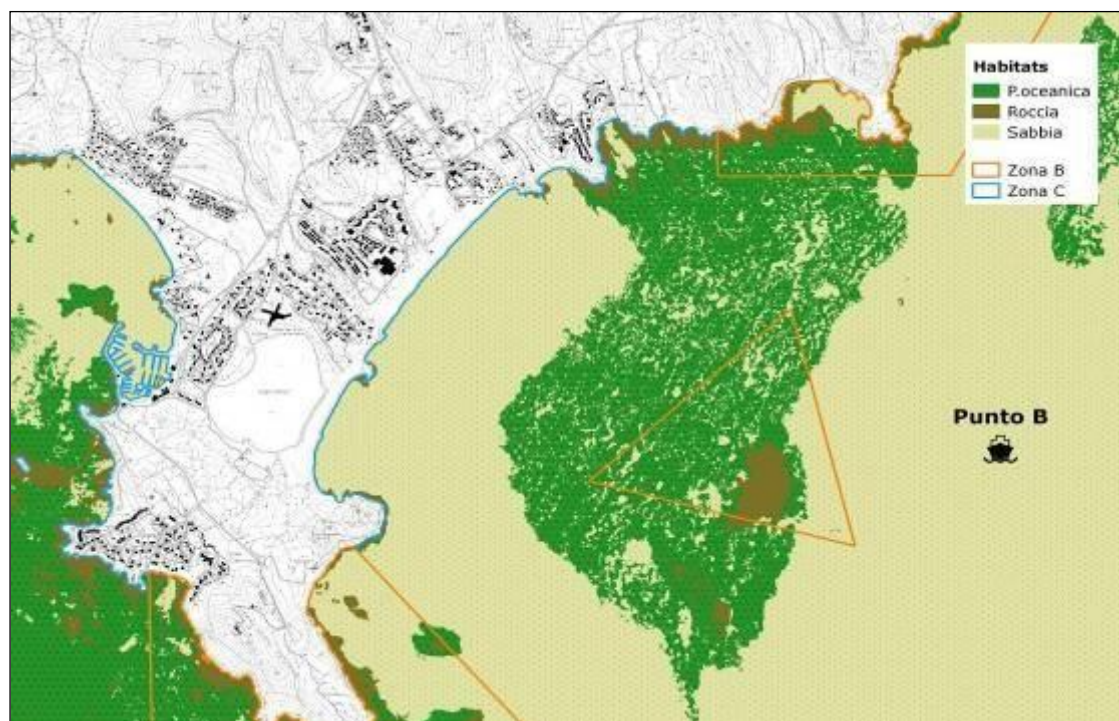 Habitats
P.oceanica
Roccia
Sabbia
Zona B
Zona C
Punto B